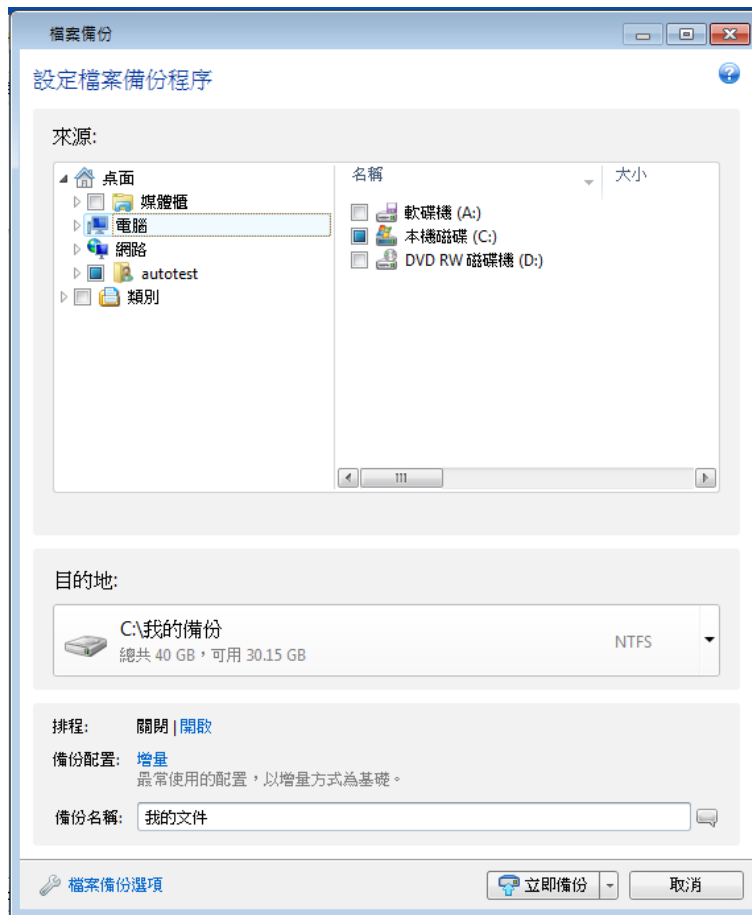 檔案備份
設定檔案備份程序
來源:
桌面
媒體櫃
電腦
網路
autotest
類別
名稱 大小
軟碟機 (A:)
本機磁碟 (C:)
DVD RW 磁碟機 (D:)
目的地:
C:\我的備份
總共 40 GB，可用 30.15 GB
NTFS
排程: 關閉 | 開啟
備份配置: 增量
最常使用的配置，以增量方式為基礎。
備份名稱: 我的文件
檔案備份選項 立即備份 取消